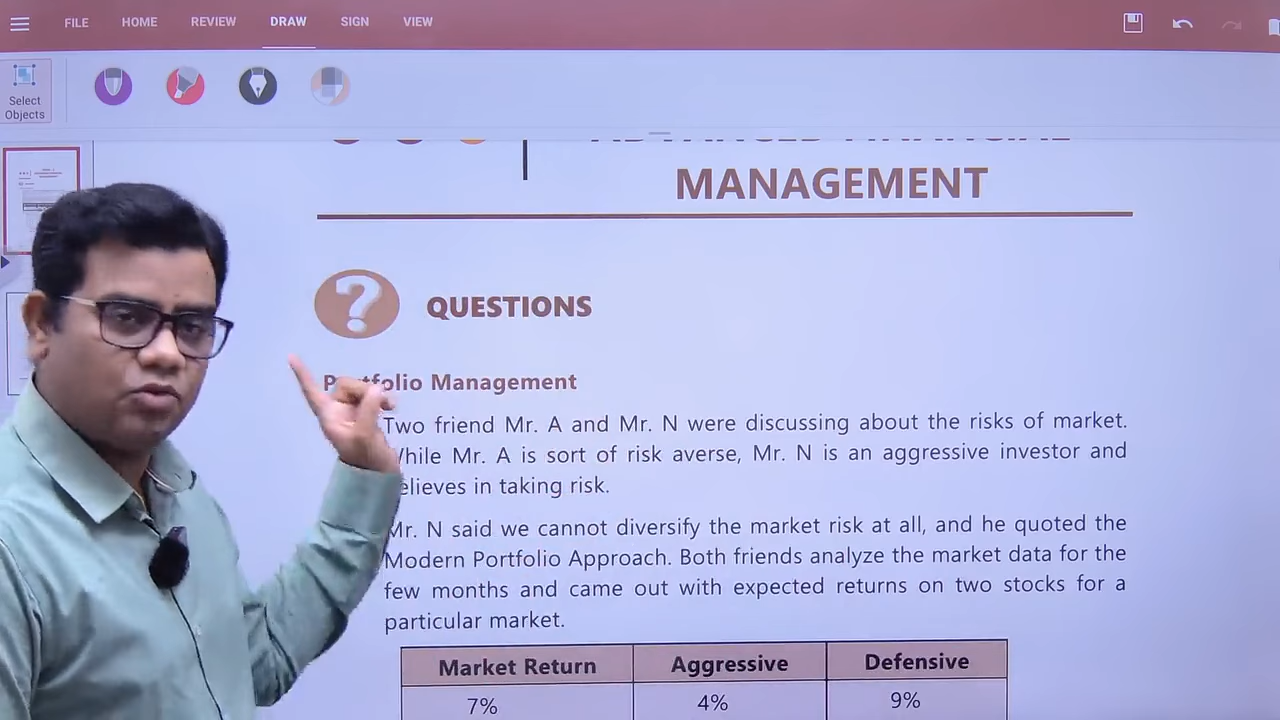 FILE HOME REVIEW DRAW SIGN VIEW
Select
Objects
MANAGEMENT
?
QUESTIONS
Portfolio Management
Two friend Mr. A and Mr. N were discussing about the risks of market.
While Mr. A is sort of risk averse, Mr. N is an aggressive investor and
believes in taking risk.
Mr. N said we cannot diversify the market risk at all, and he quoted the
Modern Portfolio Approach. Both friends analyze the market data for the
few months and came out with expected returns on two stocks for a
particular market.
Market Return Aggressive Defensive
7% 4% 9%